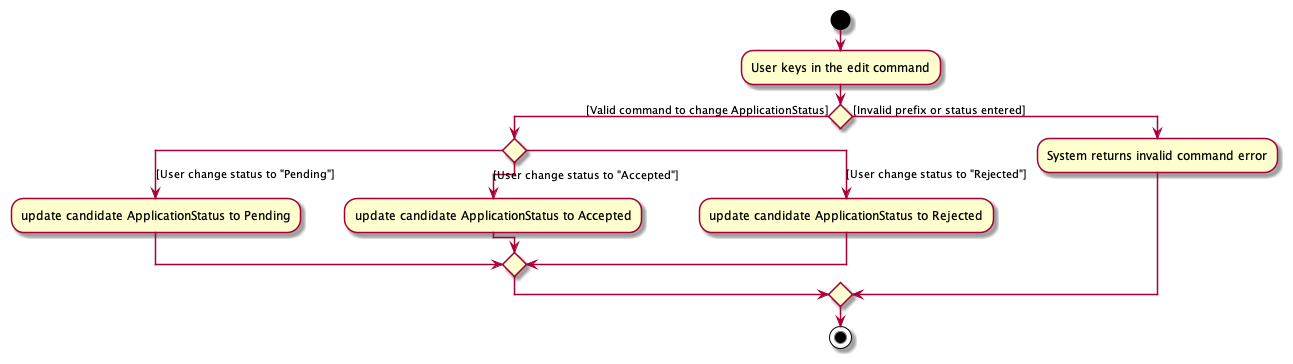 User keys in the edit command
[Valid command to change ApplicationStatus]
[Invalid prefix or status entered]
System returns invalid command error
[User change status to "Pending"]
[User change status to "Accepted"]
[User change status to "Rejected"]
update candidate ApplicationStatus to Pending
update candidate ApplicationStatus to Accepted
update candidate ApplicationStatus to Rejected